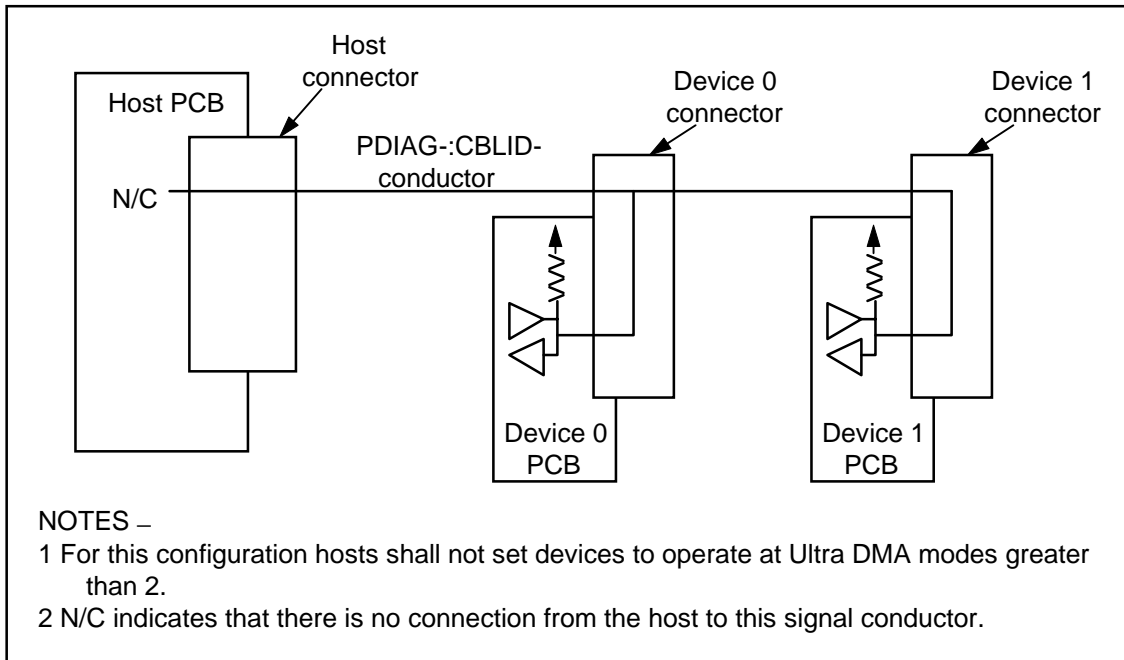 Host
connector
Host PCB
Device 0
connector
Device 1
connector
PDIAG-:CBLID-
conductor
N/C
Device 0
PCB
Device 1
PCB
NOTES –
1 For this configuration hosts shall not set devices to operate at Ultra DMA modes greater
than 2.
2 N/C indicates that there is no connection from the host to this signal conductor.